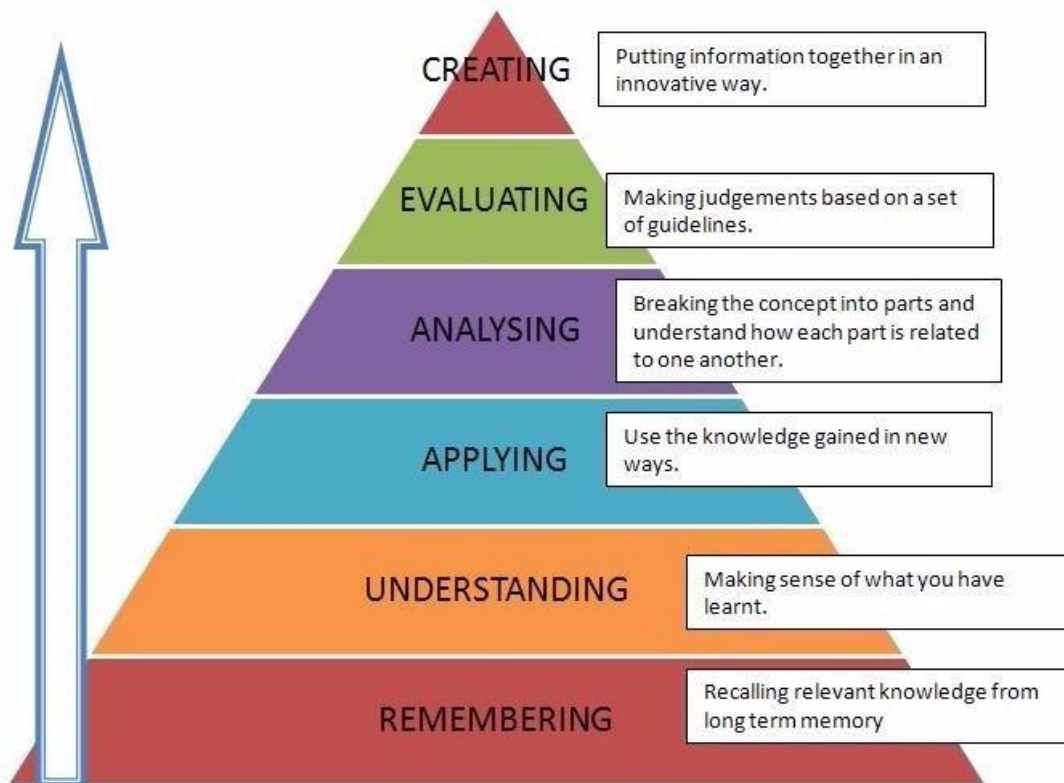 CREATING
Putting information together in an
innovative way.
EVALUATING
Making judgements based on a set
of guidelines.
ANALYSING
Breaking the concept into parts and
understand how each part is related
to one another.
APPLYING
Use the knowledge gained in new
ways.
UNDERSTANDING
Making sense of what you have
learnt.
REMEMBERING
Recalling relevant knowledge from
long term memory